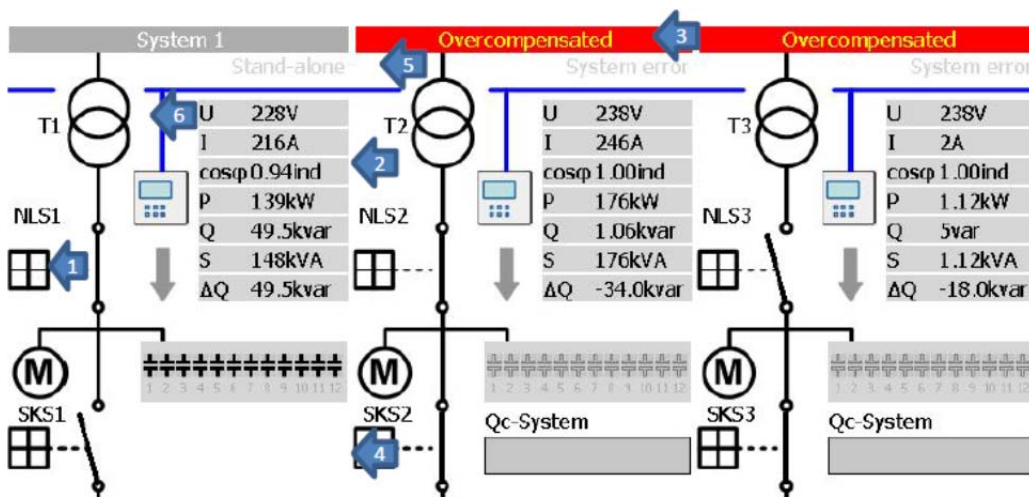 System 1
Overcompensated
3
Overcompensated
Stand-alone
5
System error
System error
T1
6
U 228V
I 216A
cosφ 0.94ind
P 139kW
Q 49.5kvar
S 148kVA
ΔQ 49.5kvar
2
NLS1
1
M
1 2 3 4 5 6 7 8 9 10 11 12
SKS1
T2
U 238V
I 246A
cosφ 1.00ind
P 176kW
Q 1.06kvar
S 176kVA
ΔQ -34.0kvar
NLS2
M
1 2 3 4 5 6 7 8 9 10 11 12
SKS2
Qc-System
4
T3
U 238V
I 2A
cosφ 1.00ind
P 1.12kW
Q 5var
S 1.12kVA
ΔQ -18.0kvar
NLS3
M
1 2 3 4 5 6 7 8 9 10 11 12
SKS3
Qc-System